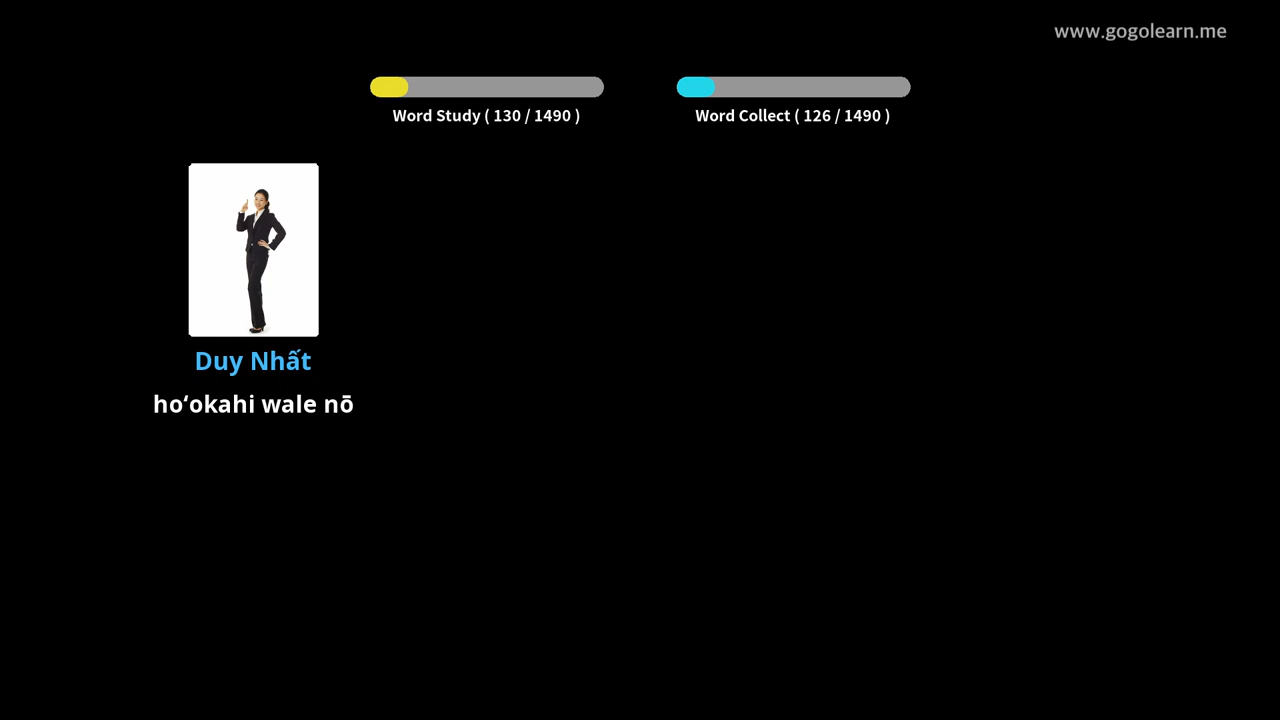 www.gogolearn.me
Word Study ( 130 / 1490 )
Word Collect ( 126 / 1490 )
Duy Nhất
hoʻokahi wale nō